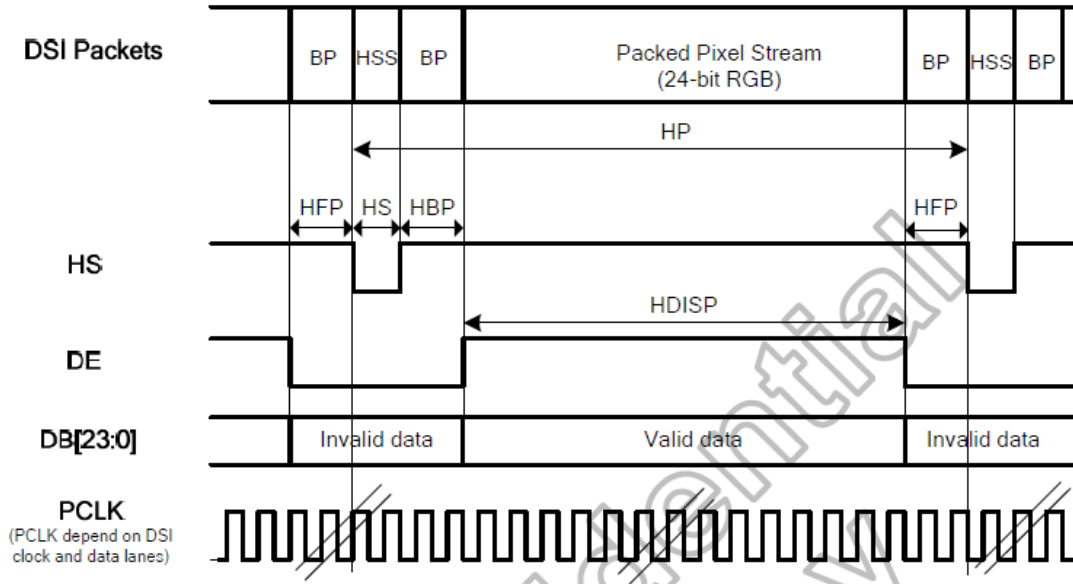 DSI Packets
BP HSS BP Packed Pixel Stream BP HSS BP
(24-bit RGB)
HP
HFP HS HBP HFP
HS
HDISP
DE
DB[23:0] Invalid data Valid data Invalid data
PCLK
(PCLK depend on DSI
clock and data lanes)
dential
y